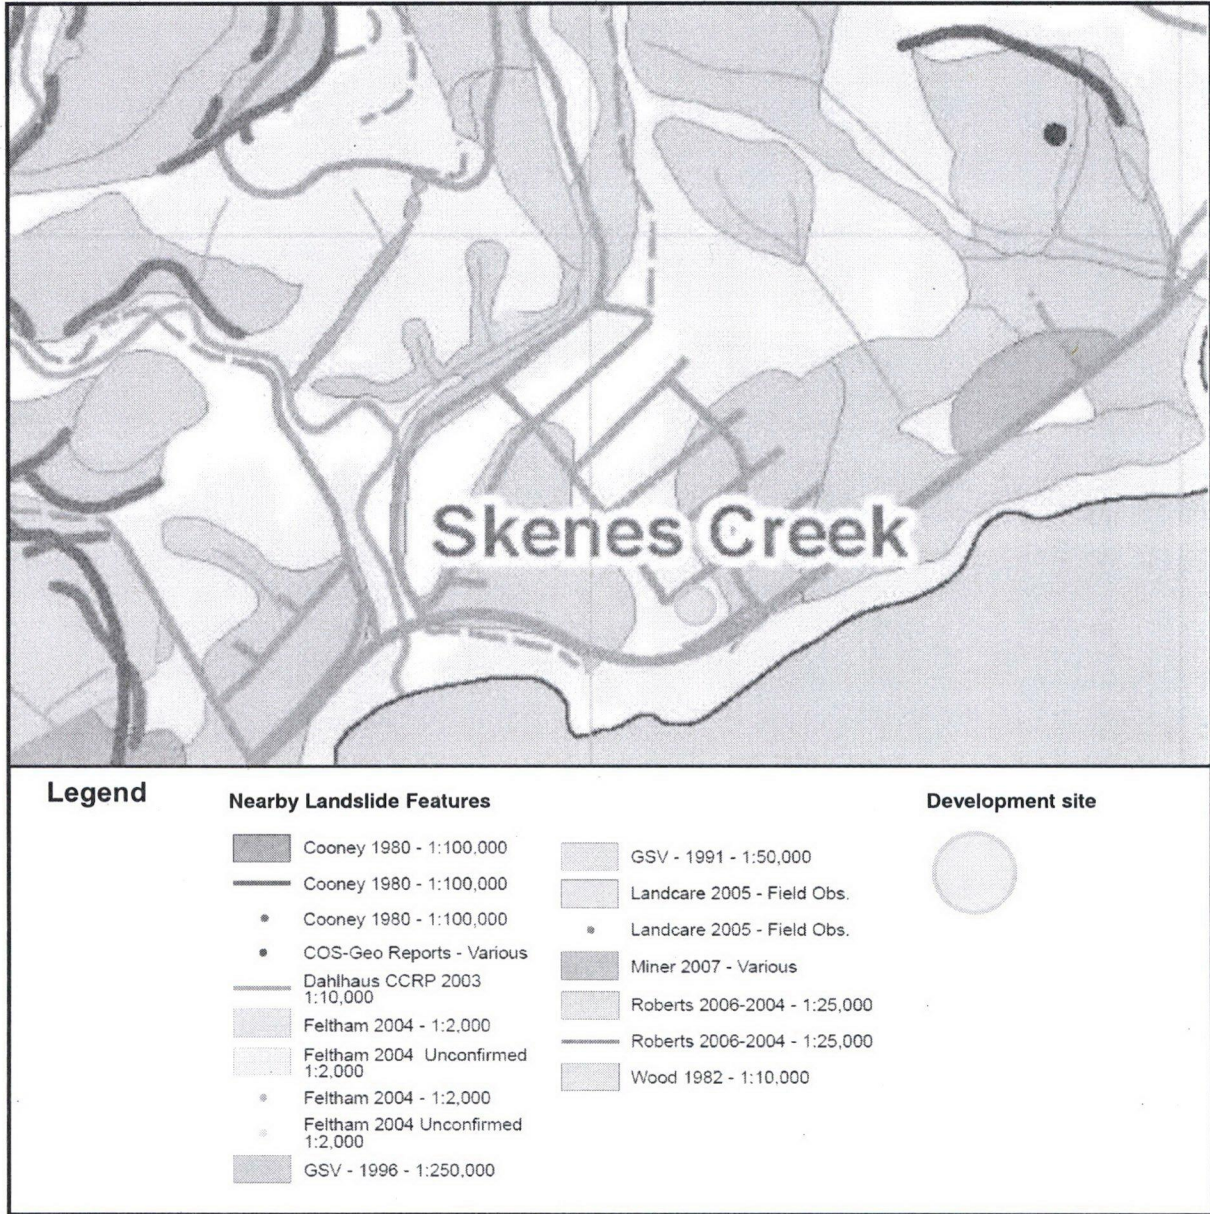 Skenes Creek
Legend
Nearby Landslide Features
Cooney 1980 - 1:100,000
Cooney 1980 - 1:100,000
Cooney 1980 - 1:100,000
COS-Geo Reports - Various
Dahlhaus CCRP 2003
1:10,000
Feltham 2004 - 1:2,000
Feltham 2004 Unconfirmed
1:2,000
Feltham 2004 - 1:2,000
Feltham 2004 Unconfirmed
1:2,000
GSV - 1996 - 1:250,000
GSV - 1991 - 1:50,000
Landcare 2005 - Field Obs.
Landcare 2005 - Field Obs.
Miner 2007 - Various
Roberts 2006-2004 - 1:25,000
Roberts 2006-2004 - 1:25,000
Wood 1982 - 1:10,000
Development site